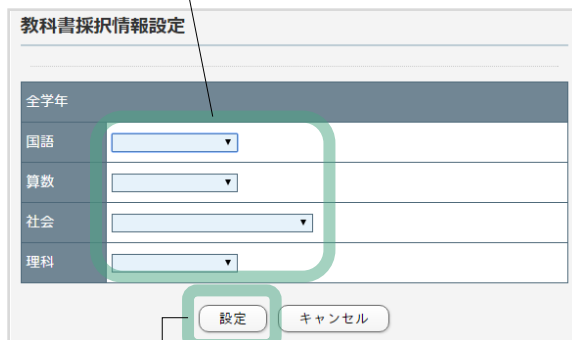 教科書採択情報設定
全学年
国語
算数
社会
理科
設定 キャンセル